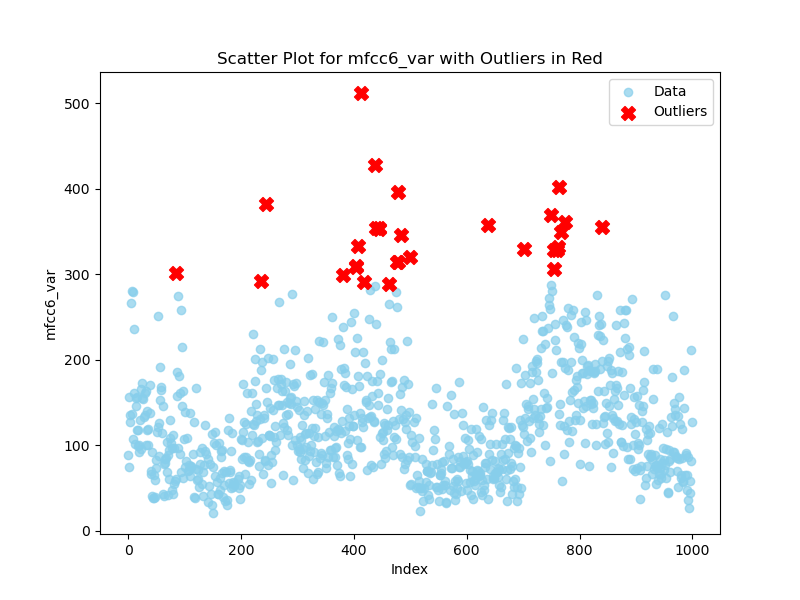 Scatter Plot for mfcc6_var with Outliers in Red
Data
Outliers
500
400
300
200
100
0
mfcc6_var
0 200 400 600 800 1000
Index